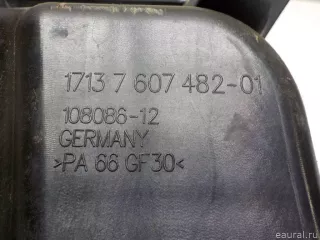 1713 7 607 482-01
108086-12
GERMANY
>PA 66 GF30<
© eaural.ru